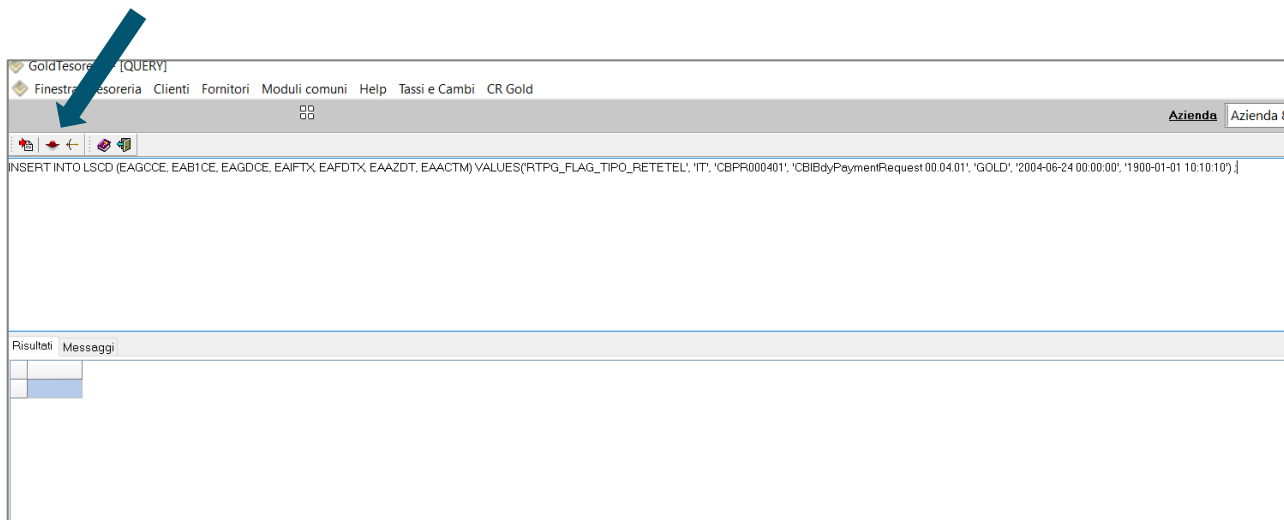 GoldTesore [QUERY]
Finestra Tesoreria Clienti Fornitori Moduli comuni Help Tassi e Cambi CR Gold
Azienda Azienda
INSERT INTO LSCD (EAGCCE, EAB1CE, EAGDCE, EAIFTX, EAFDTX, EAAZDT, EAACTM) VALUES('RTPG_FLAG_TIPO_RETETEL', 'IT', 'CBPR000401', 'CBIBdyPaymentRequest 00.04.01', 'GOLD', '2004-06-24 00:00:00', '1900-01-01 10:10:10') ;
Risultati Messaggi